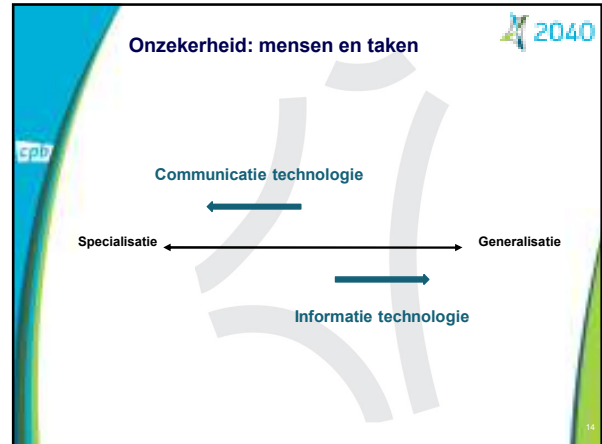 Onzekerheid: mensen en taken
2040
cpb
Communicatie technologie
Specialisatie
Generalisatie
Informatie technologie
14